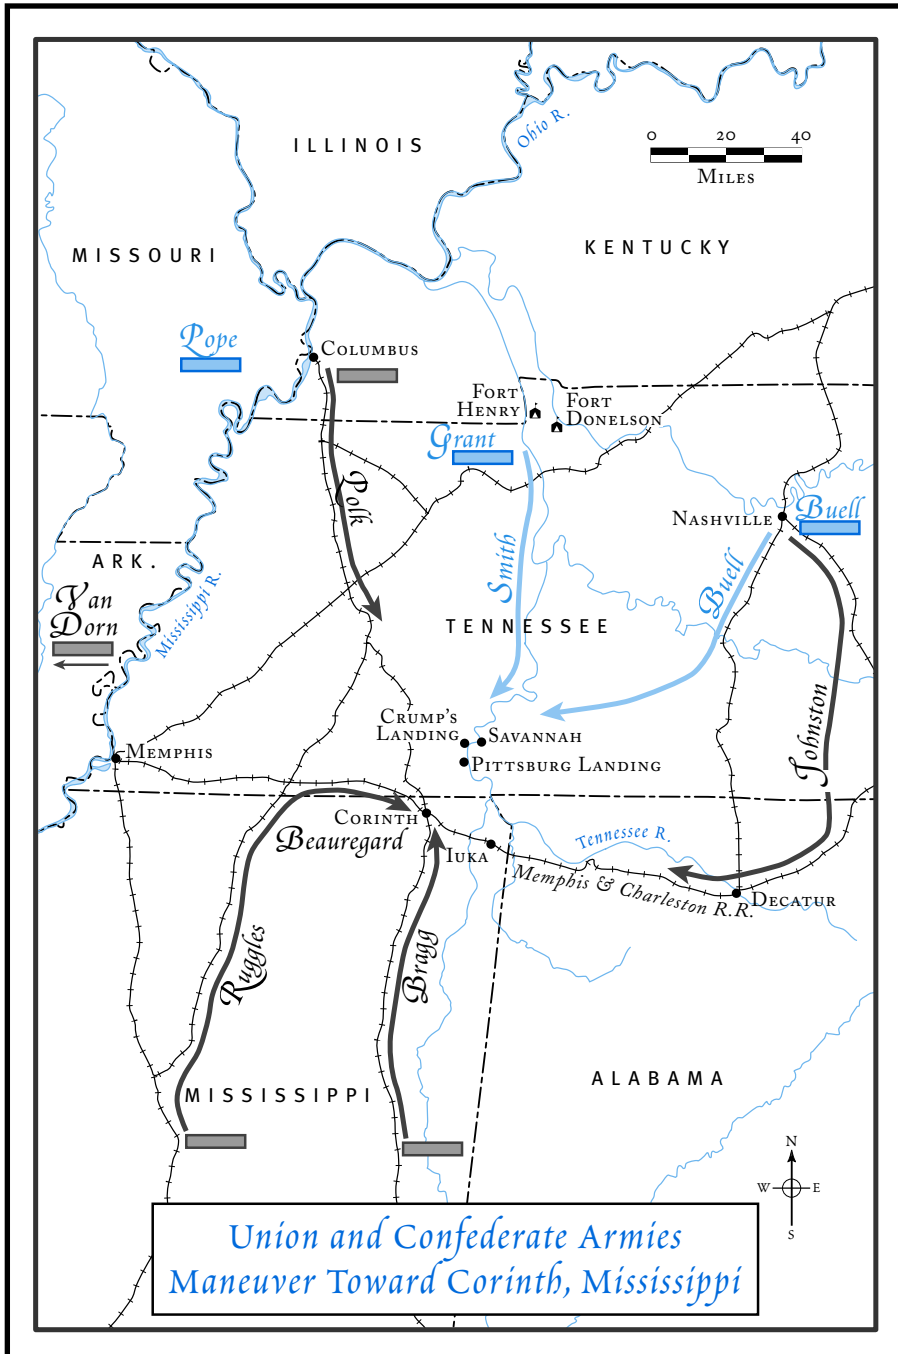 Ohio R.
ILLINOIS
0 20 40
MILES
MISSOURI
KENTUCKY
Pope
COLUMBUS
FORT
HENRY
FORT
DONELSON
Grant
Polk
NASHVILLE
Buell
Smith
Buell
ARK.
Van
Dorn
Mississippi R.
TENNESSEE
Johnston
CRUMP'S
LANDING
SAVANNAH
MEMPHIS
PITTSBURG LANDING
CORINTH
Beauregard
IUKA
Tennessee R.
Memphis & Charleston R.R.
DECATUR
Ruggles
Bragg
MISSISSIPPI
ALABAMA
N
W E
S
Union and Confederate Armies
Maneuver Toward Corinth, Mississippi